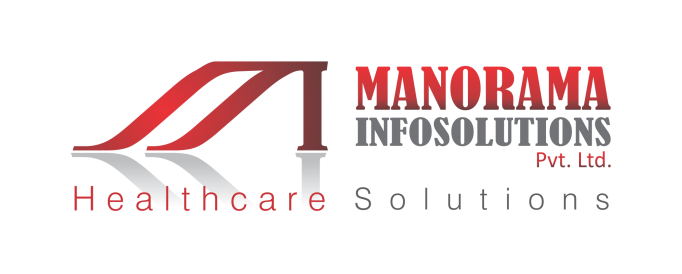 MANORAMA
INFOSOLUTIONS
Pvt. Ltd.
Healthcare Solutions